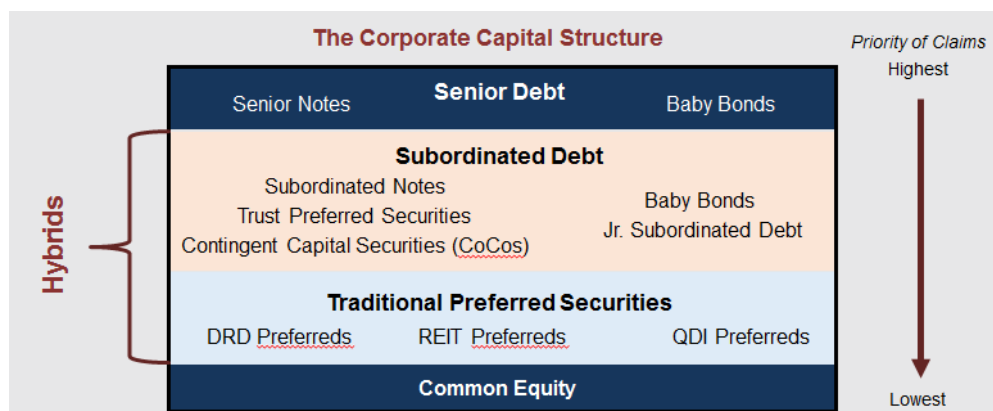 The Corporate Capital Structure
Priority of Claims
Highest
Senior Debt
Senior Notes
Baby Bonds
Hybrids
Subordinated Debt
Subordinated Notes
Trust Preferred Securities
Contingent Capital Securities (CoCos)
Baby Bonds
Jr. Subordinated Debt
Traditional Preferred Securities
DRD Preferreds REIT Preferreds QDI Preferreds
Common Equity
Lowest